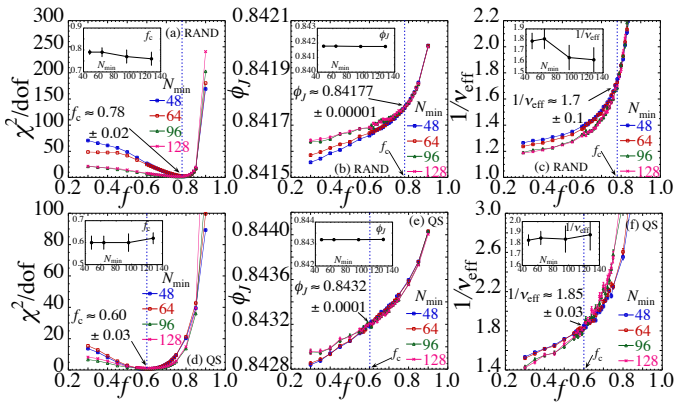 χ²/dof
300
250
200
150
100
50
0
0.2 0.4 0.6 0.8 1.0
f
(a) RAND
f_c
0.9
0.8
0.7
0.6
0.5
40 60 80 100 120 140
N_min
N_min
48
64
96
128
f_c ≈ 0.78
± 0.02
ϕ_J
0.8421
0.8419
0.8417
0.8415
0.2 0.4 0.6 0.8 1.0
f
(b) RAND
ϕ_J
0.843
0.842
0.841
0.840
40 60 80 100 120 140
N_min
ϕ_J ≈ 0.84177
± 0.00001
N_min
48
64
96
128
f_c
1/ν_eff
2.2
2.0
1.8
1.6
1.4
1.2
1.0
0.2 0.4 0.6 0.8 1.0
f
(c) RAND
1/ν_eff
1.9
1.8
1.7
1.6
1.5
40 60 80 100 120 140
N_min
1/ν_eff ≈ 1.7
± 0.1
N_min
48
64
96
128
f_c
χ²/dof
100
80
60
40
20
0
0.2 0.4 0.6 0.8 1.0
f
(d) QS
f_c
0.8
0.7
0.6
0.5
0.4
40 60 80 100 120 140
N_min
N_min
48
64
96
128
f_c ≈ 0.60
± 0.03
ϕ_J
0.8440
0.8436
0.8432
0.8428
0.2 0.4 0.6 0.8 1.0
f
(e) QS
ϕ_J
0.844
0.843
0.842
40 60 80 100 120 140
N_min
ϕ_J ≈ 0.8432
± 0.0001
N_min
48
64
96
128
f_c
1/ν_eff
3.0
2.6
2.2
1.8
1.4
0.2 0.4 0.6 0.8 1.0
f
(f) QS
1/ν_eff
2.0
1.9
1.8
1.7
1.6
40 60 80 100 120 140
N_min
1/ν_eff ≈ 1.85
± 0.03
N_min
48
64
96
128
f_c